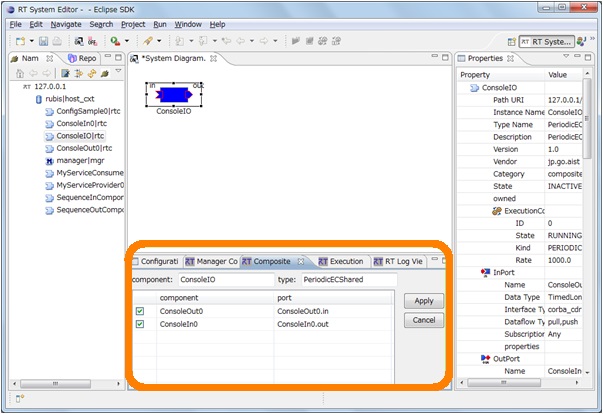 RT System Editor - - Eclipse SDK
File Edit Navigate Search Project Run Window Help
RT Syste...
Nam
Repo
RT 127.0.0.1
rubis|host_cxt
ConfigSample0|rtc
ConsoleIn0|rtc
ConsoleIO|rtc
ConsoleOut0|rtc
manager|mgr
MyServiceConsume
MyServiceProvider0
SequenceInCompor
SequenceOutCompo
*System Diagram.
in
out
ConsoleIO
Configurati
Manager Co
Composite
Execution
RT Log Vie
component: ConsoleIO type: PeriodicECShared
component port
ConsoleOut0 ConsoleOut0.in
ConsoleIn0 ConsoleIn0.out
Apply
Cancel
Properties
Property Value
ConsoleIO
Path URI 127.0.0.1/
Instance Name ConsoleIO
Type Name PeriodicEC
Description PeriodicEC
Version 1.0
Vendor jp.go.aist
Category composite
State INACTIVE
owned
ExecutionCo
ID 0
State RUNNING
Kind PERIODIC
Rate 1000.0
InPort
Name ConsoleOu
Data Type TimedLon
Interface Ty corba_cdr
Dataflow Ty push,pull
Subscription Any
properties
OutPort
Name ConsoleIn